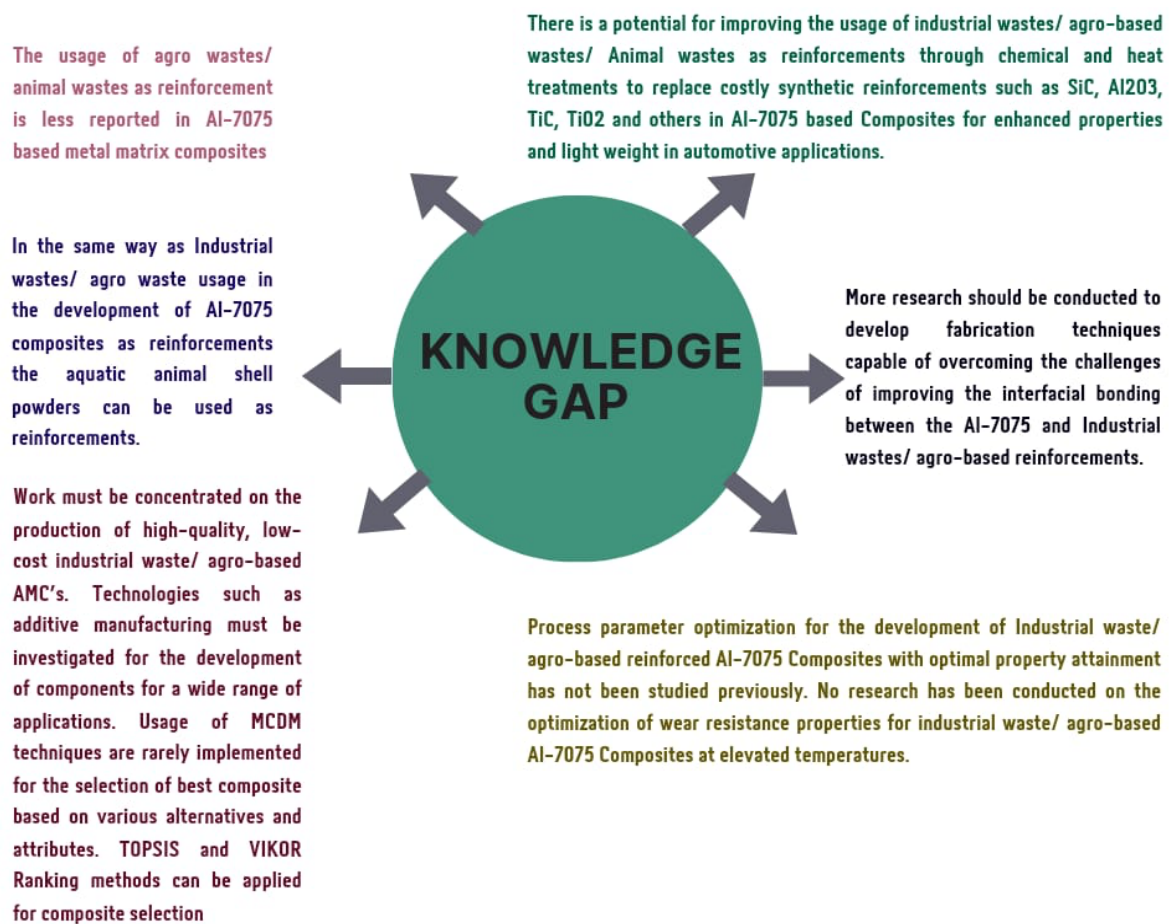 The usage of agro wastes/
animal wastes as reinforcement
is less reported in Al-7075
based metal matrix composites
There is a potential for improving the usage of industrial wastes/ agro-based
wastes/ Animal wastes as reinforcements through chemical and heat
treatments to replace costly synthetic reinforcements such as SiC, Al2O3,
TiC, TiO2 and others in Al-7075 based Composites for enhanced properties
and light weight in automotive applications.
In the same way as Industrial
wastes/ agro waste usage in
the development of Al-7075
composites as reinforcements
the aquatic animal shell
powders can be used as
reinforcements.
KNOWLEDGE
GAP
More research should be conducted to
develop fabrication techniques
capable of overcoming the challenges
of improving the interfacial bonding
between the Al-7075 and Industrial
wastes/ agro-based reinforcements.
Work must be concentrated on the
production of high-quality, low-
cost industrial waste/ agro-based
AMC's. Technologies such as
additive manufacturing must be
investigated for the development
of components for a wide range of
applications. Usage of MCDM
techniques are rarely implemented
for the selection of best composite
based on various alternatives and
attributes. TOPSIS and VIKOR
Ranking methods can be applied
for composite selection
Process parameter optimization for the development of Industrial waste/
agro-based reinforced Al-7075 Composites with optimal property attainment
has not been studied previously. No research has been conducted on the
optimization of wear resistance properties for industrial waste/ agro-based
Al-7075 Composites at elevated temperatures.